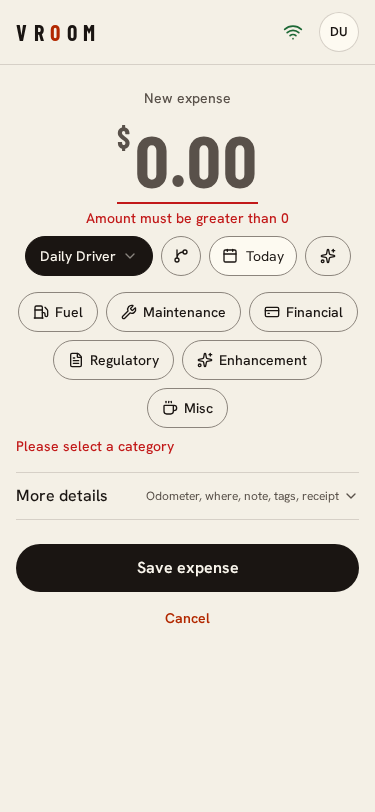 VROOM
DU
New expense
$0.00
Amount must be greater than 0
Daily Driver
Today
Fuel
Maintenance
Financial
Regulatory
Enhancement
Misc
Please select a category
More details
Odometer, where, note, tags, receipt
Save expense
Cancel